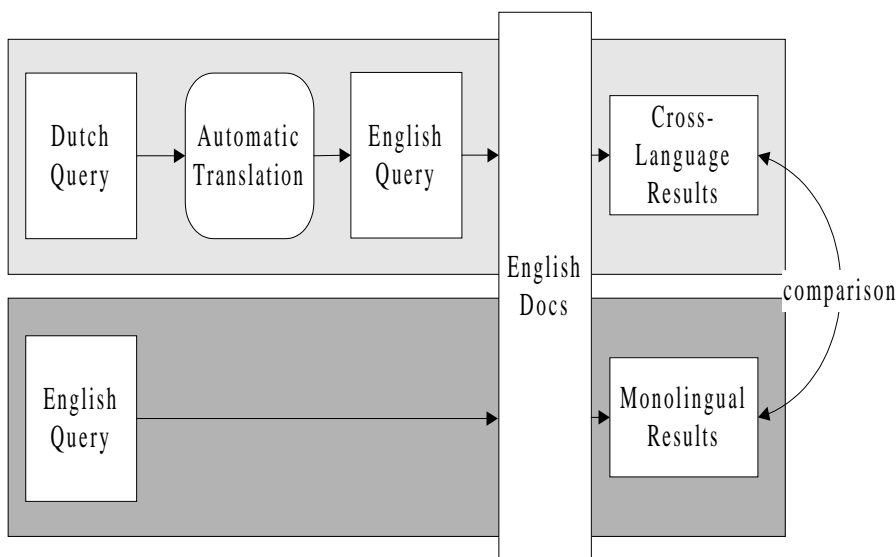 Dutch
Query
Automatic
Translation
English
Query
Cross-
Language
Results
English
Docs
comparison
English
Query
Monolingual
Results